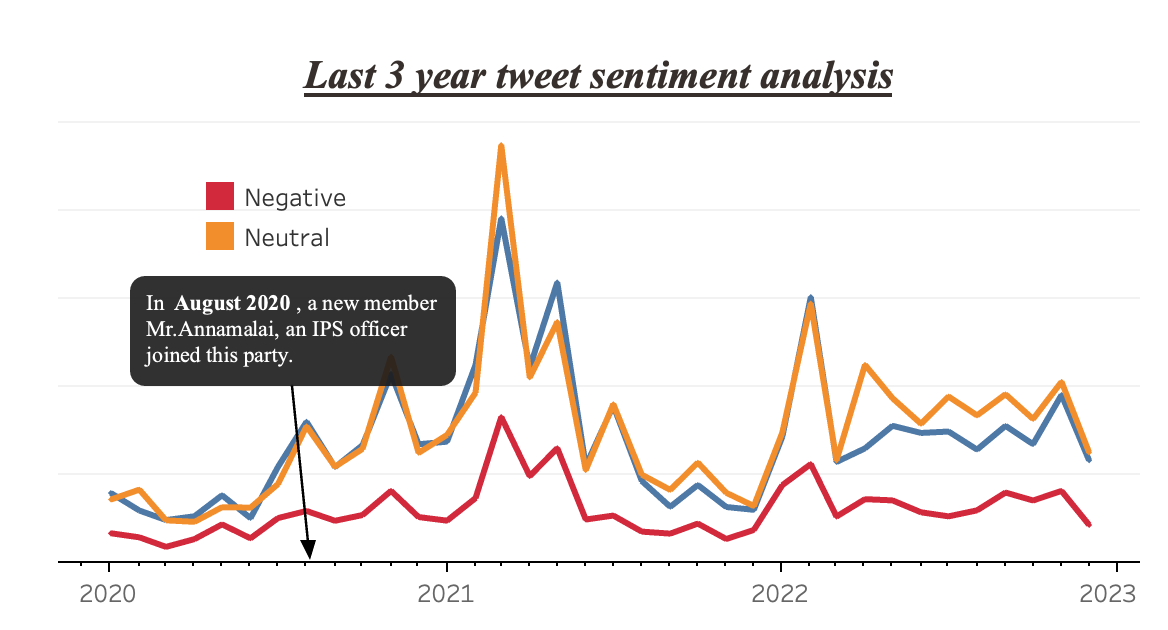 Last 3 year tweet sentiment analysis
Negative
Neutral
In August 2020 , a new member
Mr.Annamalai, an IPS officer
joined this party.
2020 2021 2022 2023